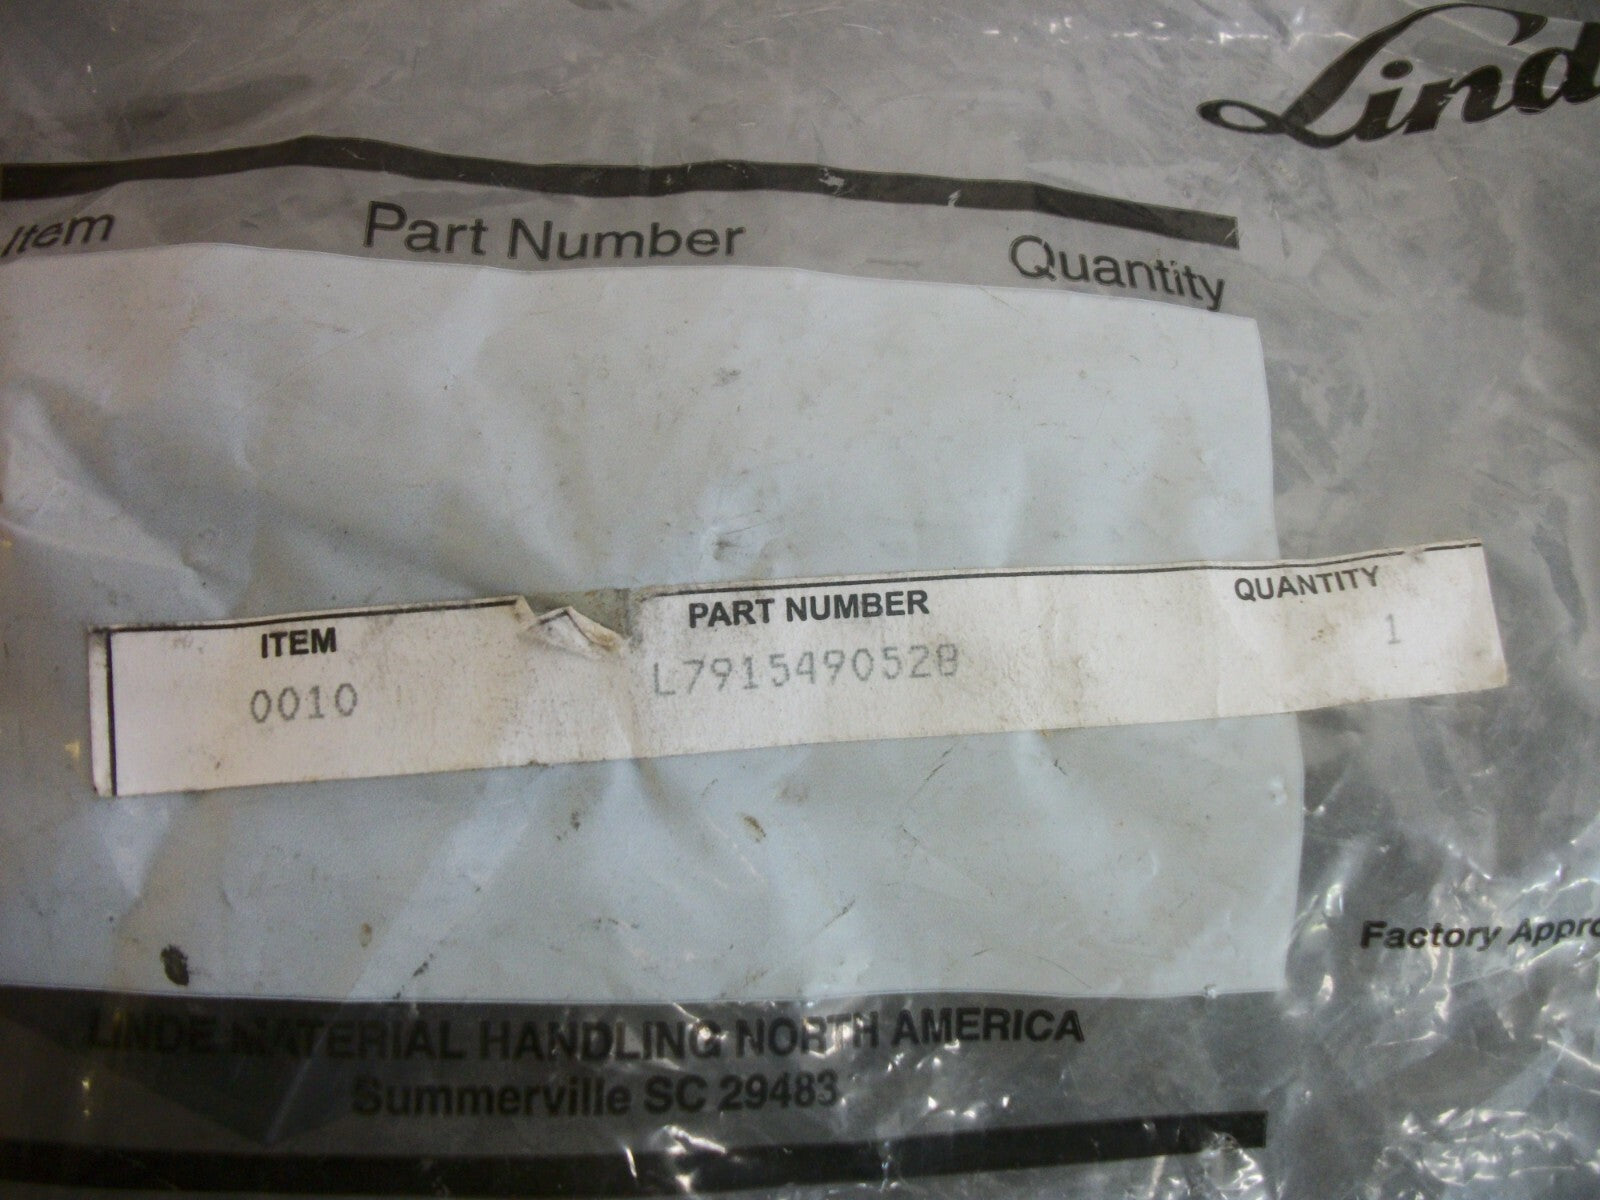 Lind
Item Part Number Quantity
ITEM PART NUMBER QUANTITY
0010 L7915490528 1
Factory Appro
LINDE MATERIAL HANDLING NORTH AMERICA
Summerville SC 29483